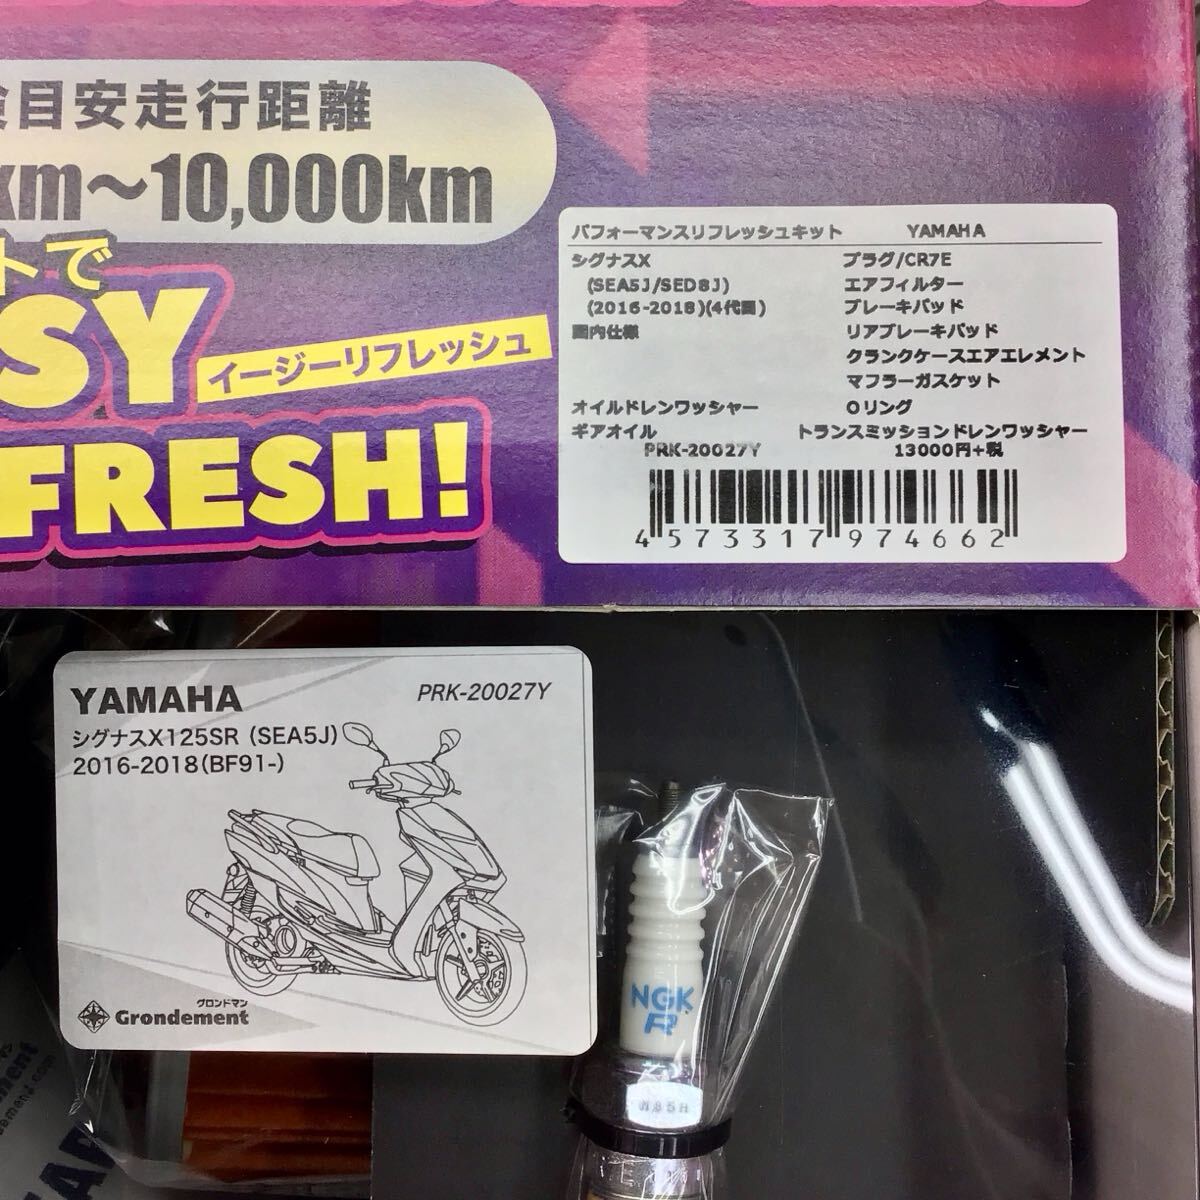 目安走行距離
km～10,000km
トで
SY
イージーリフレッシュ
FRESH!
パフォーマンスリフレッシュキット YAMAHA
シグナスX プラグ/CR7E
(SEA5J/SED8J) エアフィルター
(2016-2018)(4代目) ブレーキパッド
国内仕様 リアブレーキパッド
クランクケースエアエレメント
マフラーガスケット
オイルドレンワッシャー Oリング
ギアオイル トランスミッションドレンワッシャー
PRK-20027Y 13000円+税
4573317974662
YAMAHA PRK-20027Y
シグナスX125SR (SEA5J)
2016-2018(BF91-)
グロンドマン
Grondement
NGK
R